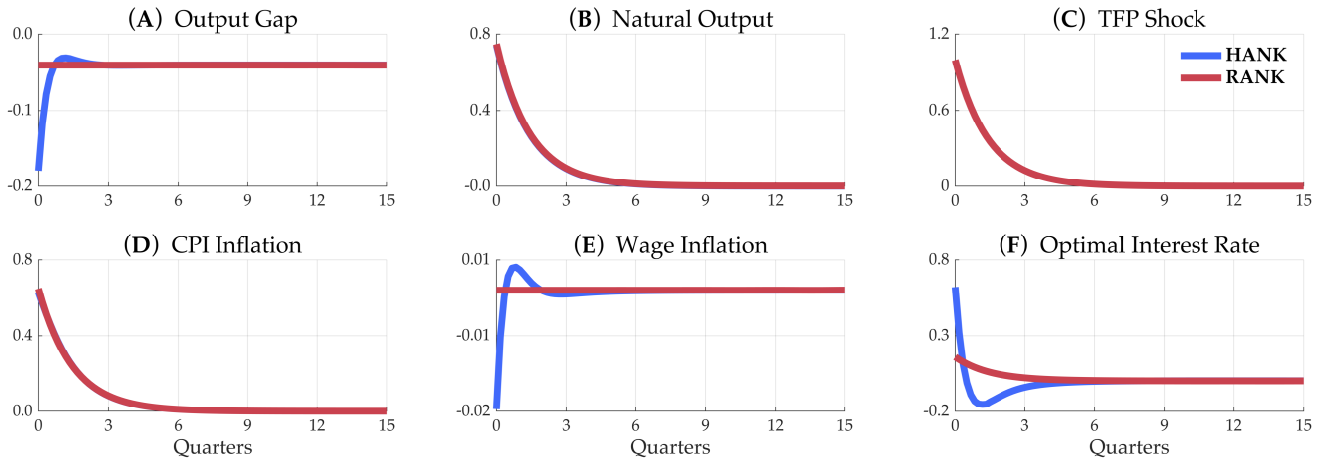 (A) Output Gap
0.0
-0.1
-0.2
0 3 6 9 12 15
(B) Natural Output
0.8
0.4
-0.0
0 3 6 9 12 15
(C) TFP Shock
1.2
0.6
0
0 3 6 9 12 15
HANK
RANK
(D) CPI Inflation
0.8
0.4
0.0
0 3 6 9 12 15
Quarters
(E) Wage Inflation
0.01
-0.01
-0.02
0 3 6 9 12 15
Quarters
(F) Optimal Interest Rate
0.8
0.3
-0.2
0 3 6 9 12 15
Quarters